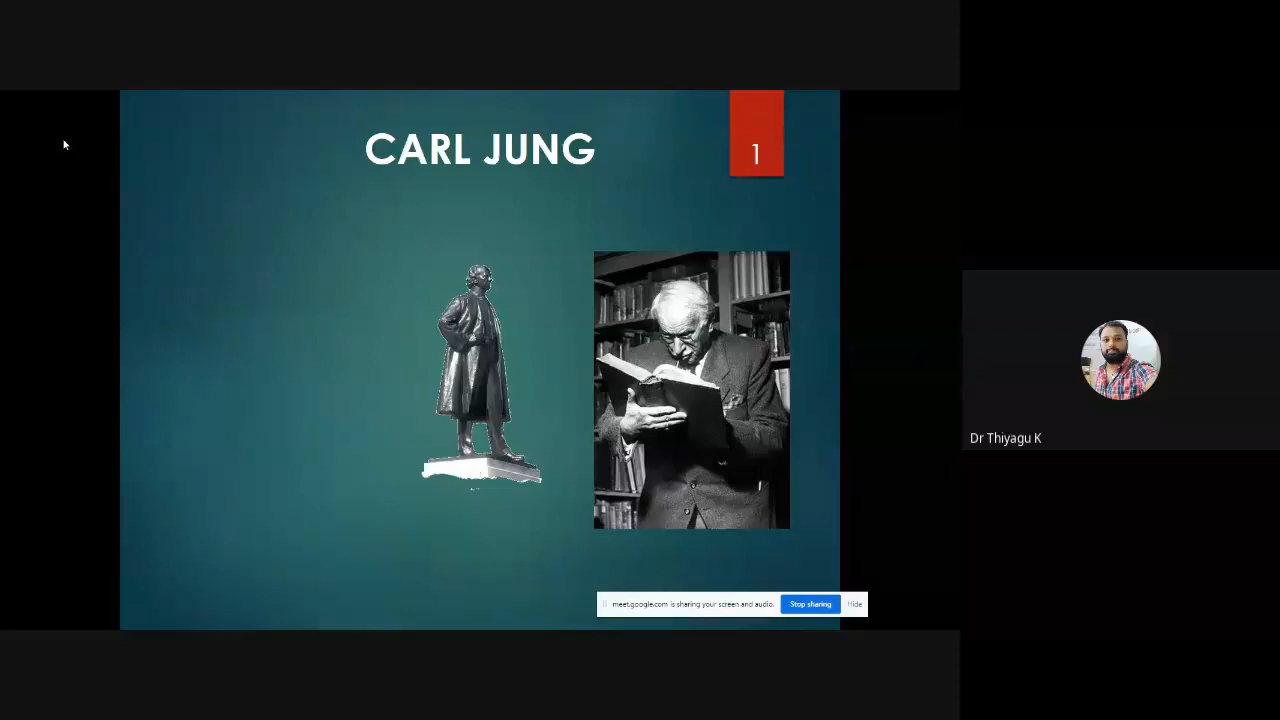 CARL JUNG
1
Dr Thiyagu K
meet.google.com is sharing your screen and audio.
Stop sharing
Hide